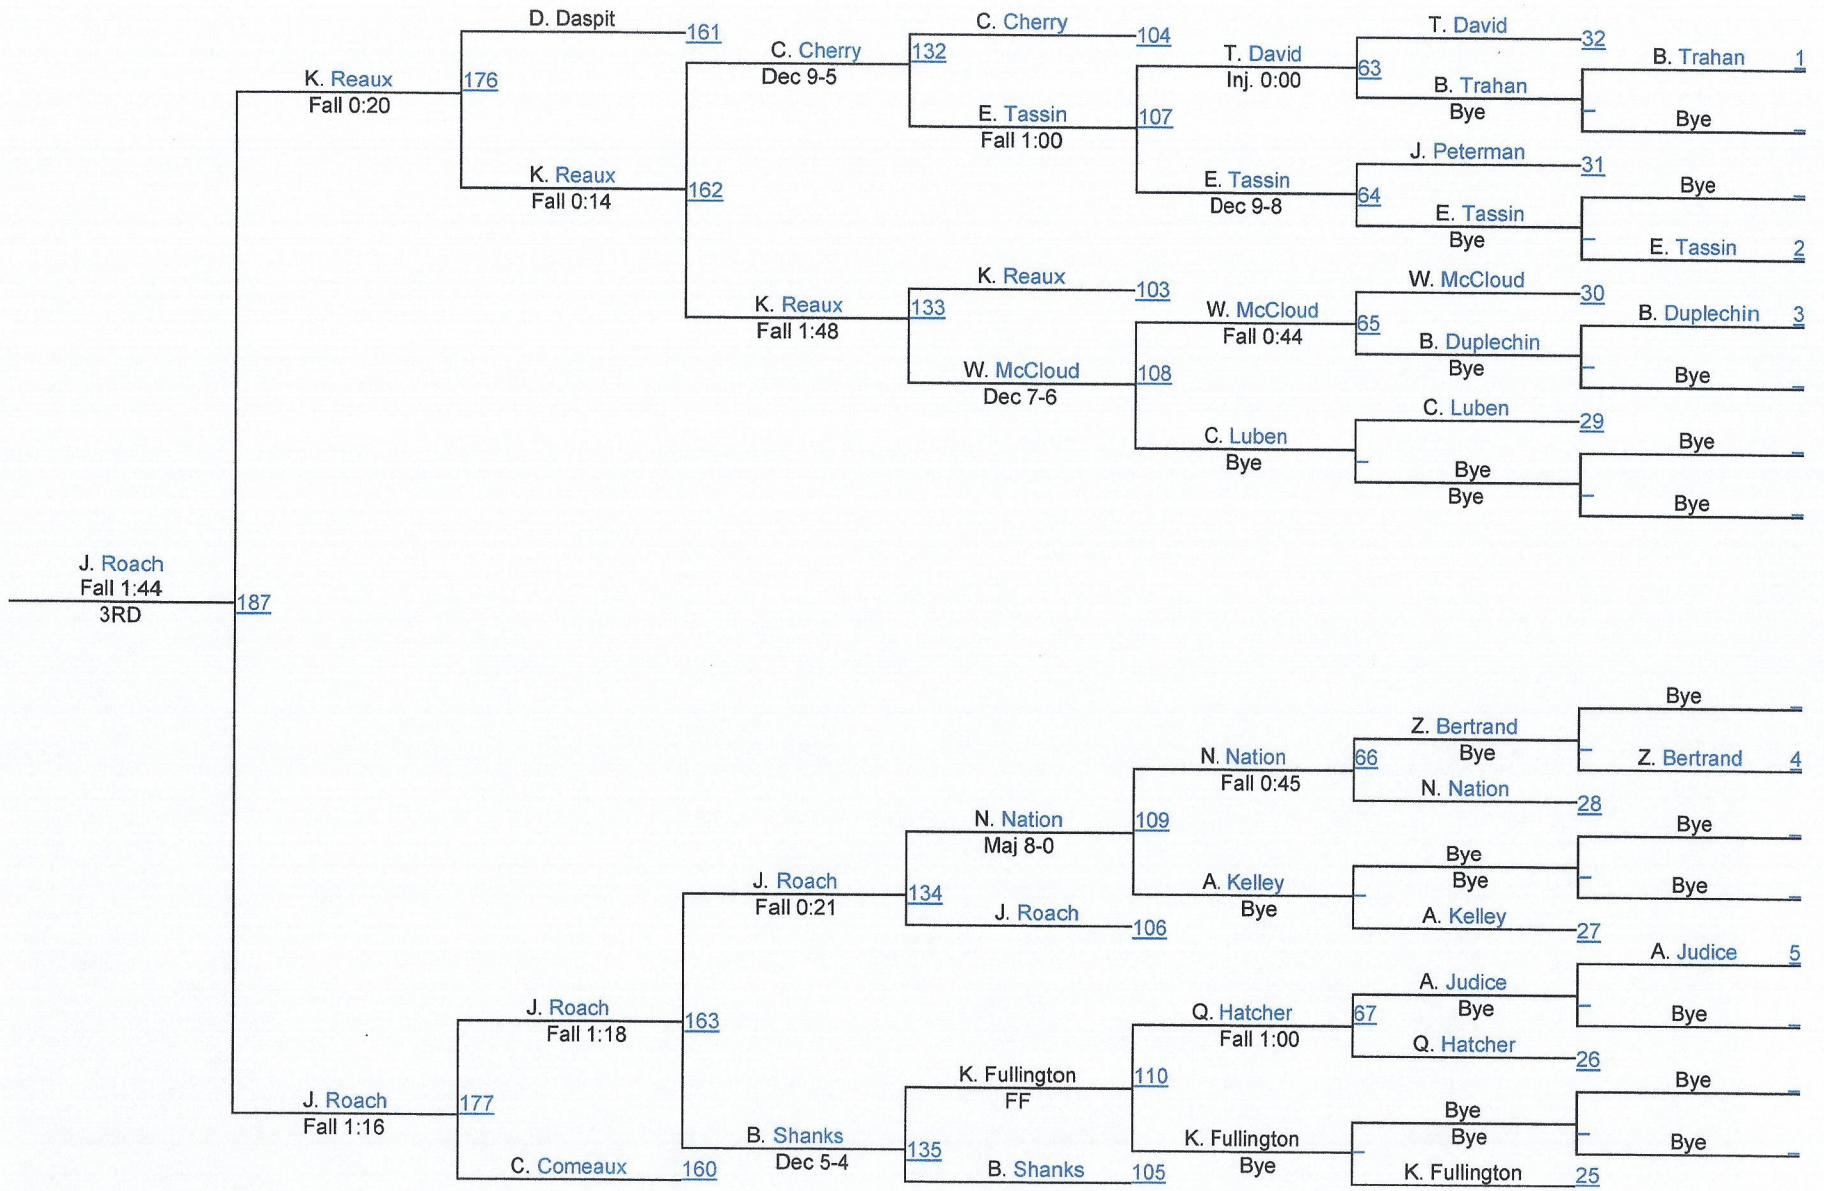 D. Daspit
161
C. Cherry
104
T. David
32
B. Trahan 1
C. Cherry
132
Dec 9-5
T. David
63
Inj. 0:00
B. Trahan
Bye
_
Bye _
K. Reaux
176
Fall 0:20
E. Tassin
107
Fall 1:00
J. Peterman
31
Bye _
K. Reaux
162
Fall 0:14
E. Tassin
64
Dec 9-8
E. Tassin
Bye
_
E. Tassin 2
K. Reaux
103
W. McCloud
30
B. Duplechin 3
K. Reaux
133
Fall 1:48
W. McCloud
65
Fall 0:44
B. Duplechin
Bye
_
Bye _
W. McCloud
108
Dec 7-6
C. Luben
29
Bye _
C. Luben
Bye
_
Bye
Bye
_
Bye _
J. Roach
Fall 1:44
3RD
187
Bye _
Z. Bertrand
Bye
_
Z. Bertrand 4
N. Nation
66
Fall 0:45
N. Nation
28
Bye _
N. Nation
109
Maj 8-0
Bye
Bye
_
Bye _
J. Roach
134
Fall 0:21
A. Kelley
Bye
_
A. Kelley
27
J. Roach
106
A. Judice 5
A. Judice
Bye
_
Bye _
J. Roach
163
Fall 1:18
Q. Hatcher
67
Fall 1:00
Q. Hatcher
26
Bye _
K. Fullington
110
FF
J. Roach
177
Fall 1:16
Bye
Bye
_
Bye _
B. Shanks
135
Dec 5-4
K. Fullington
Bye
_
C. Comeaux
160
B. Shanks
105
K. Fullington
25